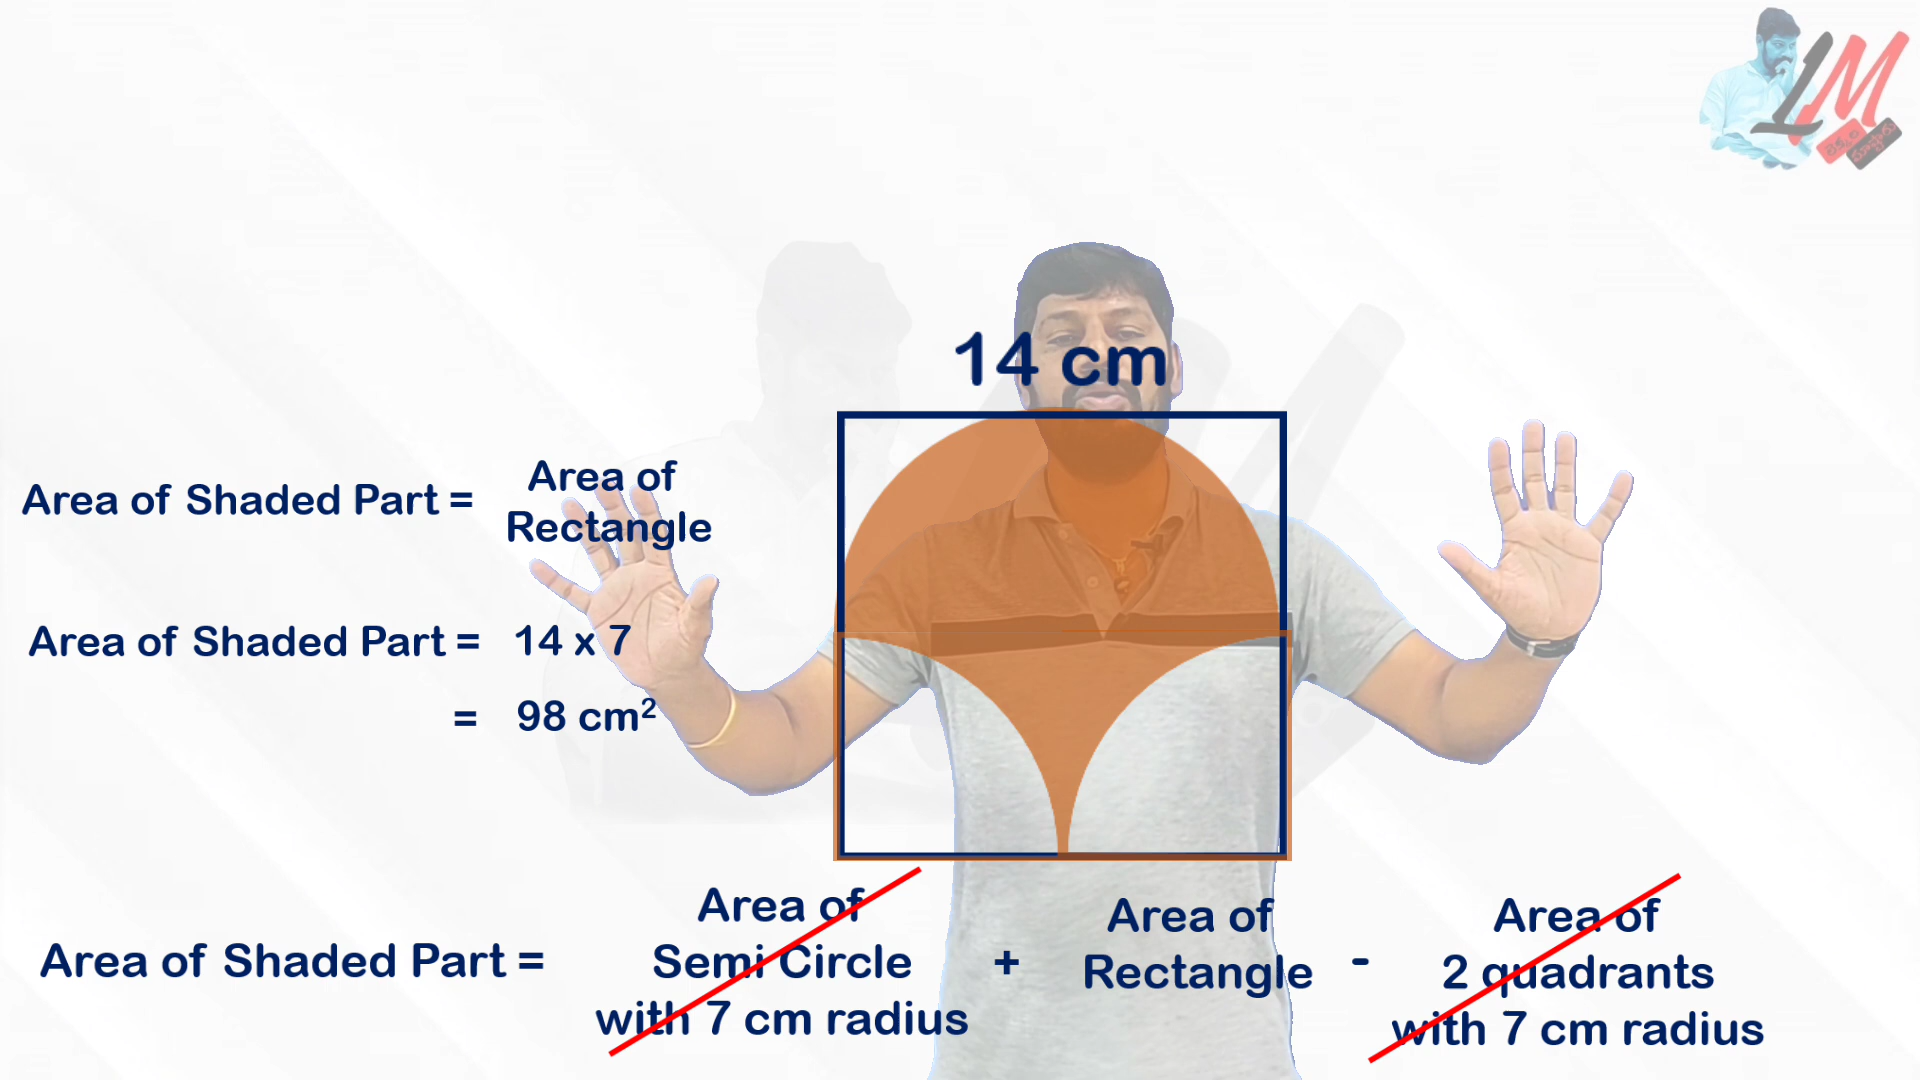 LM
లెక్కల
మాస్టారు
14 cm
Area of Shaded Part = Area of
Rectangle
Area of Shaded Part = 14 x 7
= 98 cm²
Area of Shaded Part = Area of
Semi Circle
with 7 cm radius
+ Area of
Rectangle
- Area of
2 quadrants
with 7 cm radius